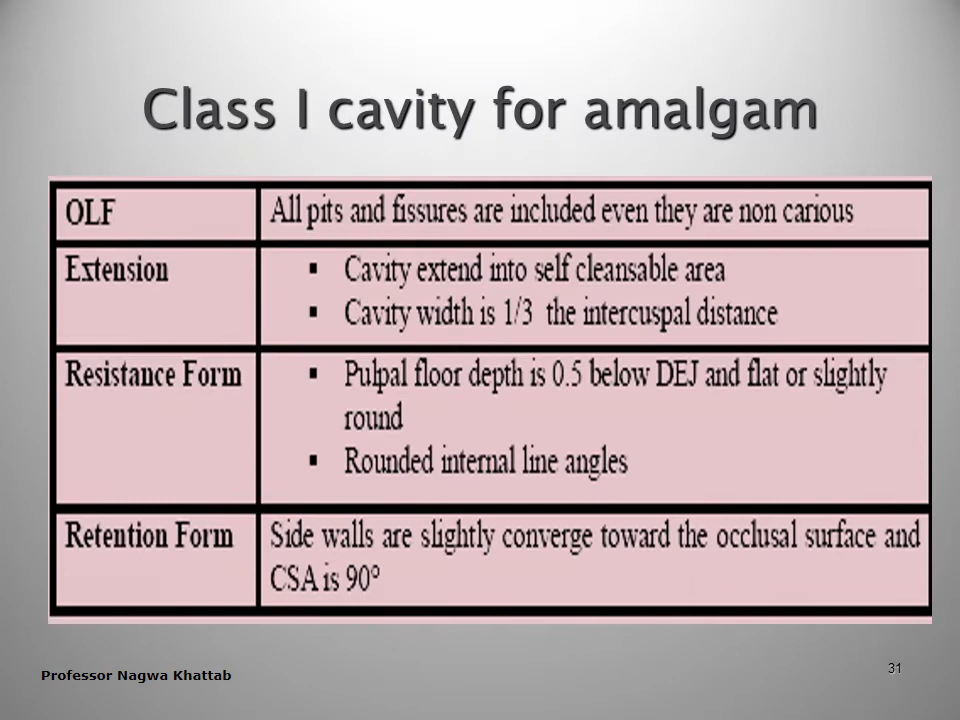 Class I cavity for amalgam
OLF
All pits and fissures are included even they are non carious
Extension
▪ Cavity extend into self cleansable area
▪ Cavity width is 1/3 the intercuspal distance
Resistance Form
▪ Pulpal floor depth is 0.5 below DEJ and flat or slightly
round
▪ Rounded internal line angles
Retention Form
Side walls are slightly converge toward the occlusal surface and
CSA is 90°
Professor Nagwa Khattab
31